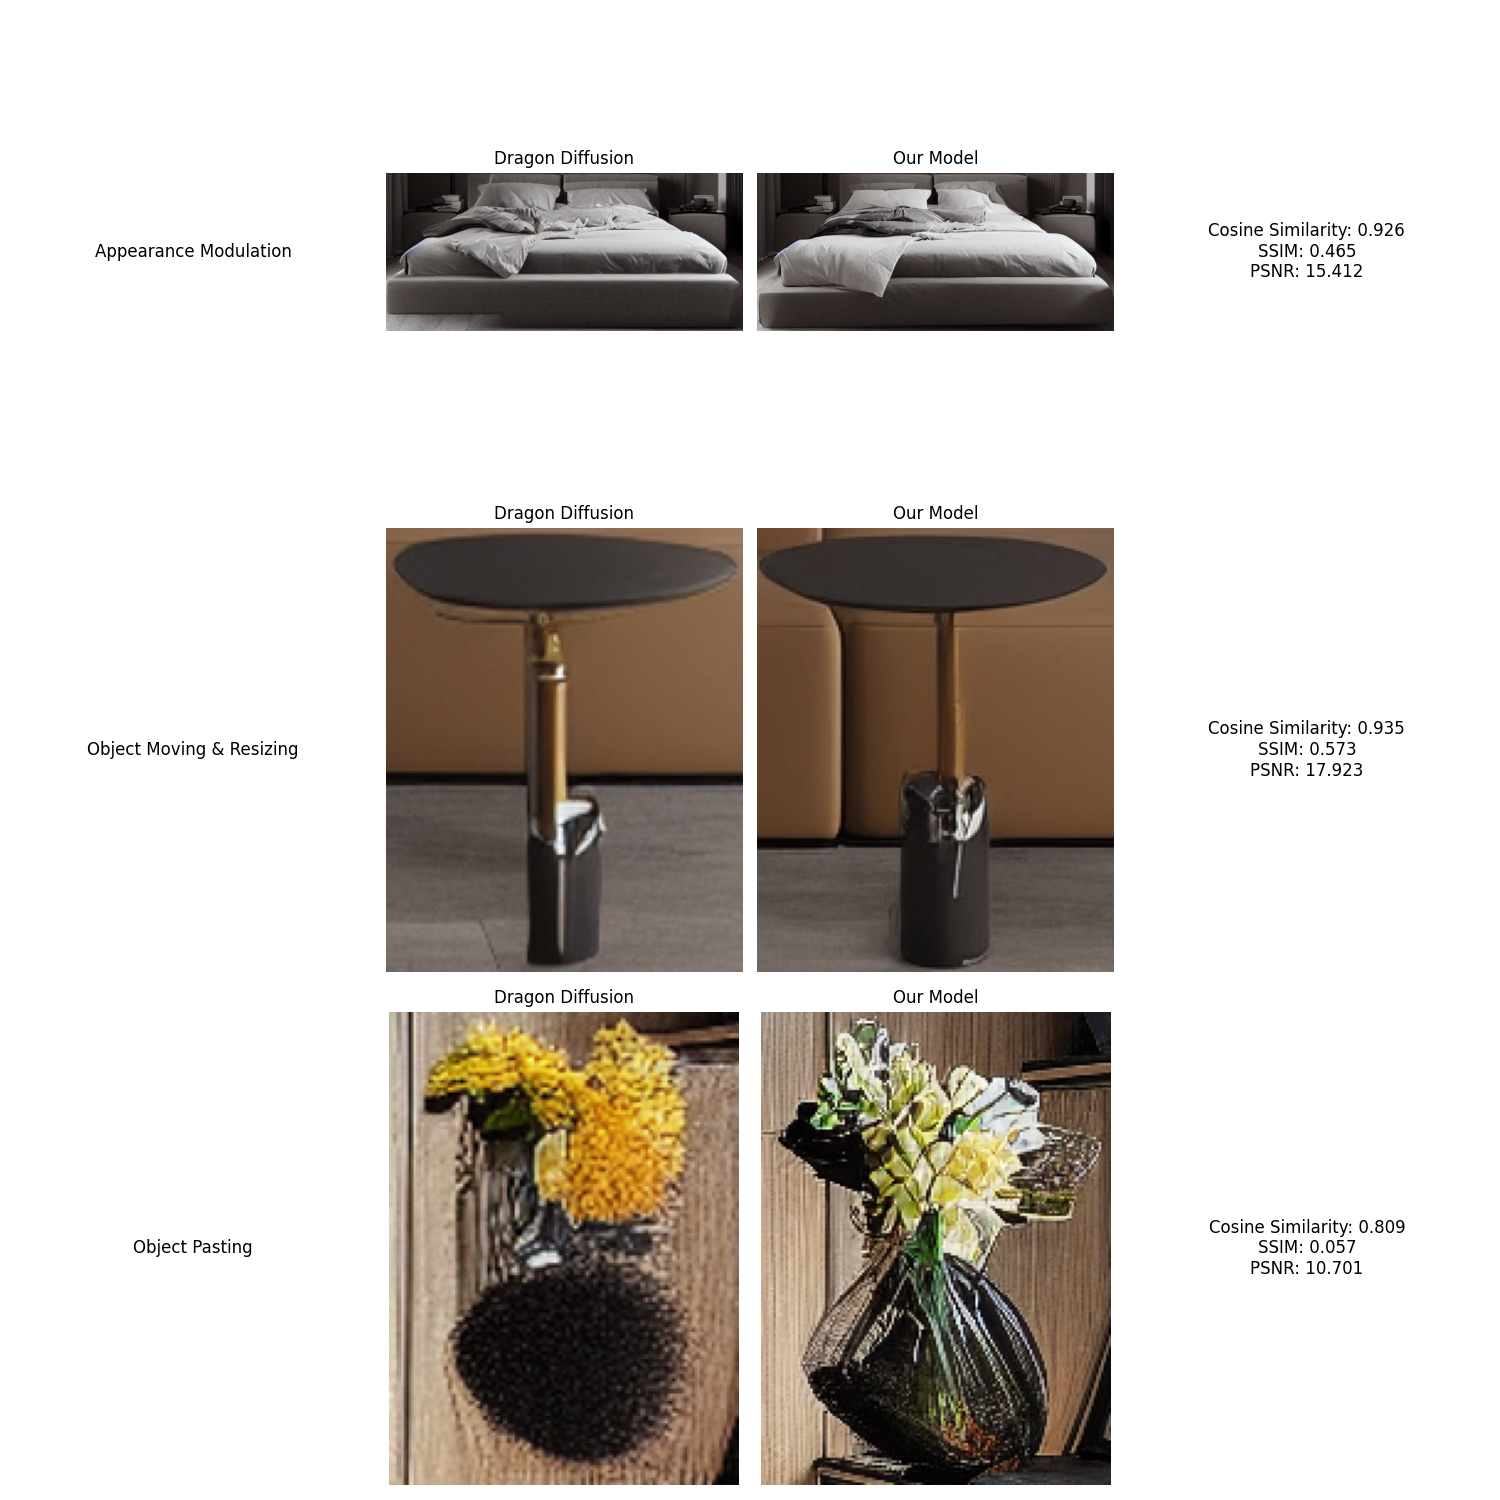 Dragon Diffusion
Our Model
Appearance Modulation
Cosine Similarity: 0.926
SSIM: 0.465
PSNR: 15.412
Dragon Diffusion
Our Model
Object Moving & Resizing
Cosine Similarity: 0.935
SSIM: 0.573
PSNR: 17.923
Dragon Diffusion
Our Model
Object Pasting
Cosine Similarity: 0.809
SSIM: 0.057
PSNR: 10.701